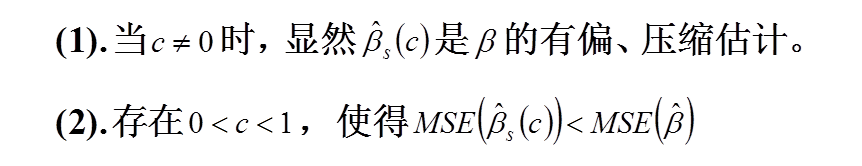 (1).当c ≠ 0时，显然β̂ₛ(c)是β的有偏、压缩估计。
(2).存在0 < c < 1，使得MSE(β̂ₛ(c)) < MSE(β̂)